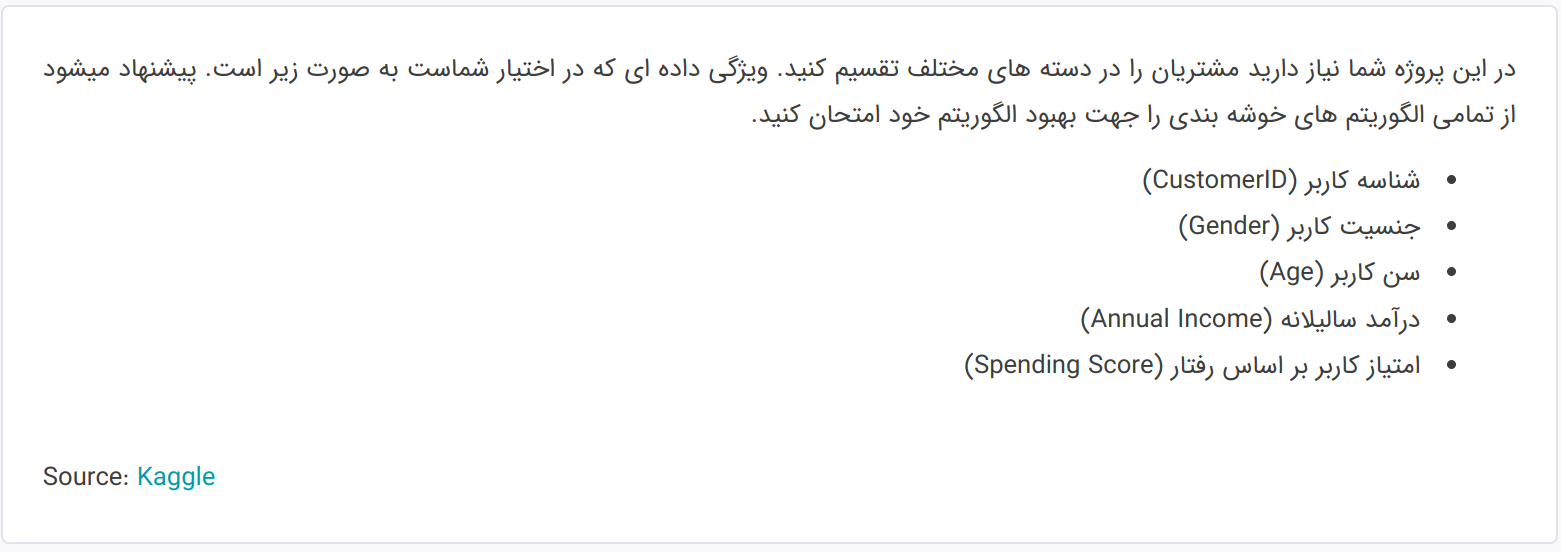 در این پروژه شما نیاز دارید مشتریان را در دسته های مختلف تقسیم کنید. ویژگی داده ای که در اختیار شماست به صورت زیر است. پیشنهاد میشود
از تمامی الگوریتم های خوشه بندی را جهت بهبود الگوریتم خود امتحان کنید.
• شناسه کاربر (CustomerID)
• جنسیت کاربر (Gender)
• سن کاربر (Age)
• درآمد سالیلانه (Annual Income)
• امتیاز کاربر بر اساس رفتار (Spending Score)
Source: Kaggle